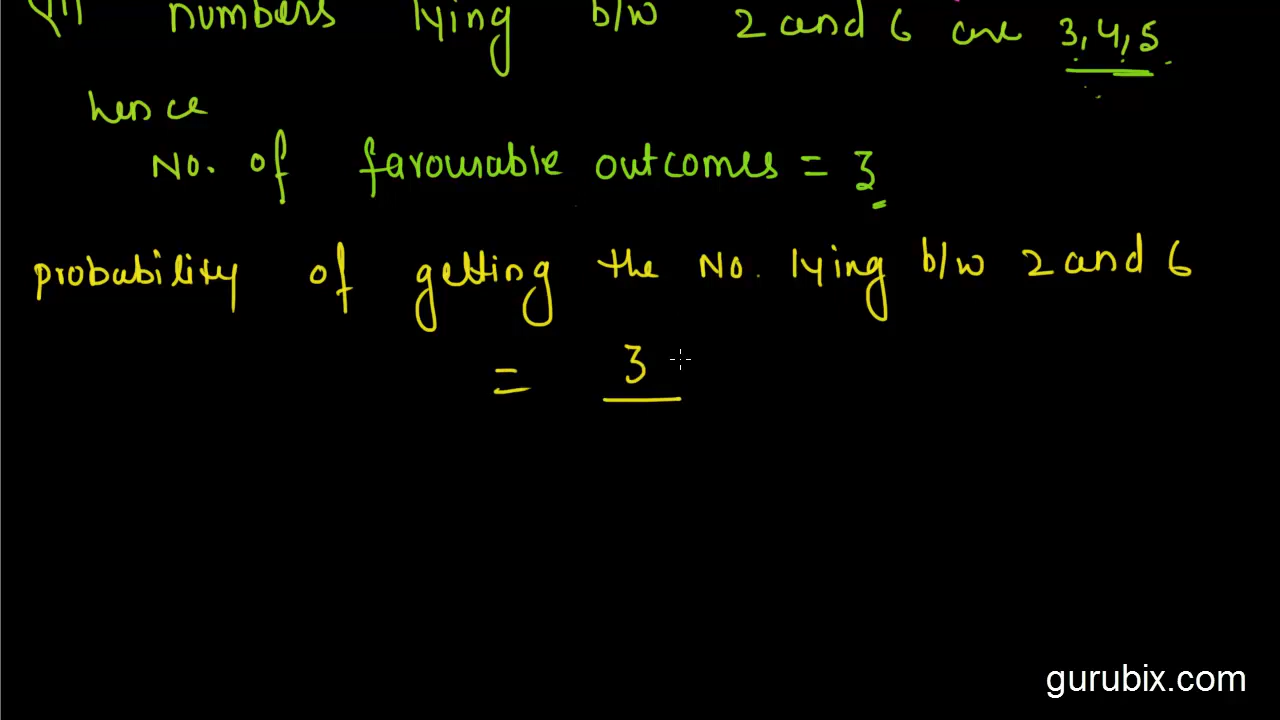 numbers lying b/w 2 and 6 are 3,4,5
hence
No. of favourable outcomes = 3
probability of getting the No. lying b/w 2 and 6
= 3
gurubix.com